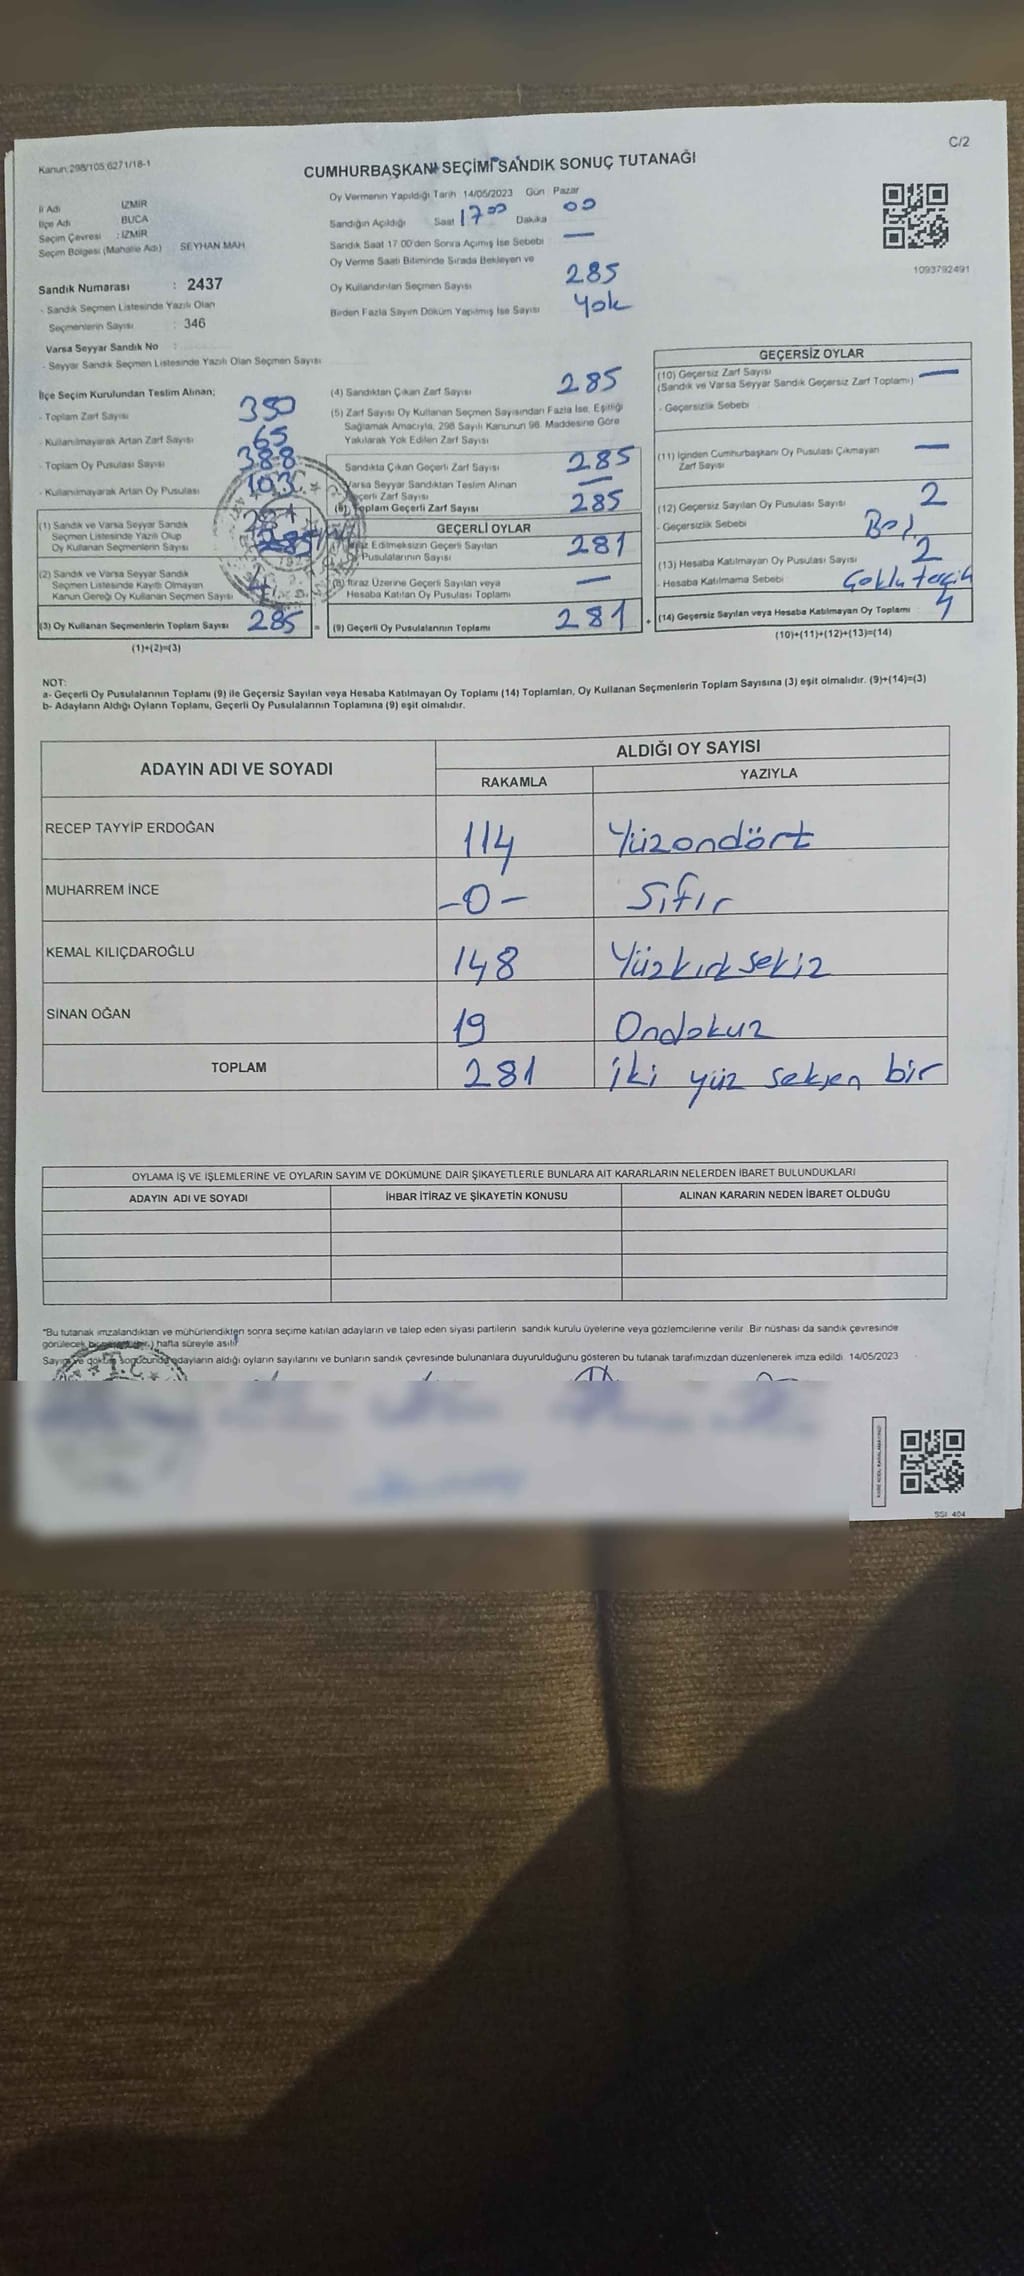 Kanun:298/105,6271/18-1
C/2
CUMHURBAŞKANI SEÇİMİ SANDIK SONUÇ TUTANAĞI
İl Adı İZMİR
İlçe Adı BUCA
Seçim Çevresi : İZMİR
Seçim Bölgesi (Mahalle Adı) SEYHAN MAH
Sandık Numarası : 2437
- Sandık Seçmen Listesinde Yazılı Olan
Seçmenlerin Sayısı : 346
Varsa Seyyar Sandık No :
- Seyyar Sandık Seçmen Listesinde Yazılı Olan Seçmen Sayısı
Oy Vermenin Yapıldığı Tarih 14/05/2023 Gün Pazar
Sandığın Açıldığı Saat 17 00 Dakika 00
Sandık Saat 17 00'den Sonra Açımış İse Sebebi —
Oy Verme Saati Bitiminde Sırada Bekleyen ve
Oy Kullandırılan Seçmen Sayısı 285
Birden Fazla Sayım Döküm Yapılmış İse Sayısı Yok
1093792491
İlçe Seçim Kurulundan Teslim Alınan;
- Toplam Zarf Sayısı 350
- Kullanılmayarak Artan Zarf Sayısı 65
- Toplam Oy Pusulası Sayısı 388
- Kullanılmayarak Artan Oy Pusulası 103
(1) Sandık ve Varsa Seyyar Sandık
Seçmen Listesinde Yazılı Olup
Oy Kullanan Seçmenlerin Sayısı
(2) Sandık ve Varsa Seyyar Sandık
Seçmen Listesinde Kayıtlı Olmayan
Kanun Gereği Oy Kullanan Seçmen Sayısı 4
(3) Oy Kullanan Seçmenlerin Toplam Sayısı 285 =
(1)+(2)=(3)
(4) Sandıktan Çıkan Zarf Sayısı 285
(5) Zarf Sayısı Oy Kullanan Seçmen Sayısından Fazla İse, Eşitliği
Sağlamak Amacıyla, 298 Sayılı Kanunun 98. Maddesine Göre
Yakılarak Yok Edilen Zarf Sayısı
Sandıkta Çıkan Geçerli Zarf Sayısı 285
Varsa Seyyar Sandıktan Teslim Alınan
Geçerli Zarf Sayısı —
(6) Toplam Geçerli Zarf Sayısı 285
GEÇERLİ OYLAR
İtiraz Edilmeksizin Geçerli Sayılan
Oy Pusulalarının Sayısı 281
(8) İtiraz Üzerine Geçerli Sayılan veya
Hesaba Katılan Oy Pusulası Toplamı —
(9) Geçerli Oy Pusulalarının Toplamı 281 +
GEÇERSİZ OYLAR
(10) Geçersiz Zarf Sayısı —
(Sandık ve Varsa Seyyar Sandık Geçersiz Zarf Toplamı)
- Geçersizlik Sebebi
(11) İçinden Cumhurbaşkanı Oy Pusulası Çıkmayan
Zarf Sayısı —
(12) Geçersiz Sayılan Oy Pusulası Sayısı 2
- Geçersizlik Sebebi Boş
(13) Hesaba Katılmayan Oy Pusulası Sayısı 2
- Hesaba Katılmama Sebebi Çoklu tercih
(14) Geçersiz Sayılan veya Hesaba Katılmayan Oy Toplamı 4
(10)+(11)+(12)+(13)=(14)
NOT:
a- Geçerli Oy Pusulalarının Toplamı (9) ile Geçersiz Sayılan veya Hesaba Katılmayan Oy Toplamı (14) Toplamları, Oy Kullanan Seçmenlerin Toplam Sayısına (3) eşit olmalıdır. (9)+(14)=(3)
b- Adayların Aldığı Oyların Toplamı, Geçerli Oy Pusulalarının Toplamına (9) eşit olmalıdır.
ADAYIN ADI VE SOYADI ALDIĞI OY SAYISI
RAKAMLA YAZIYLA
RECEP TAYYİP ERDOĞAN 114 Yüzondört
MUHARREM İNCE -0- Sıfır
KEMAL KILIÇDAROĞLU 148 Yüzkırksekiz
SİNAN OĞAN 19 Ondokuz
TOPLAM 281 iki yüz seksen bir
OYLAMA İŞ VE İŞLEMLERİNE VE OYLARIN SAYIM VE DÖKÜMÜNE DAİR ŞİKAYETLERLE BUNLARA AİT KARARLARIN NELERDEN İBARET BULUNDUKLARI
ADAYIN ADI VE SOYADI İHBAR İTİRAZ VE ŞİKAYETİN KONUSU ALINAN KARARIN NEDEN İBARET OLDUĞU
*Bu tutanak imzalandıktan ve mühürlendikten sonra seçime katılan adayların ve talep eden siyasi partilerin sandık kurulu üyelerine veya gözlemcilerine verilir. Bir nüshası da sandık çevresinde
görülecek bir yere (bir) hafta süreyle asılır
Sayım ve döküm sonucunda adayların aldığı oyların sayılarını ve bunların sandık çevresinde bulunanlara duyurulduğunu gösteren bu tutanak tarafımızdan düzenlenerek imza edildi. 14/05/2023
SSI 404